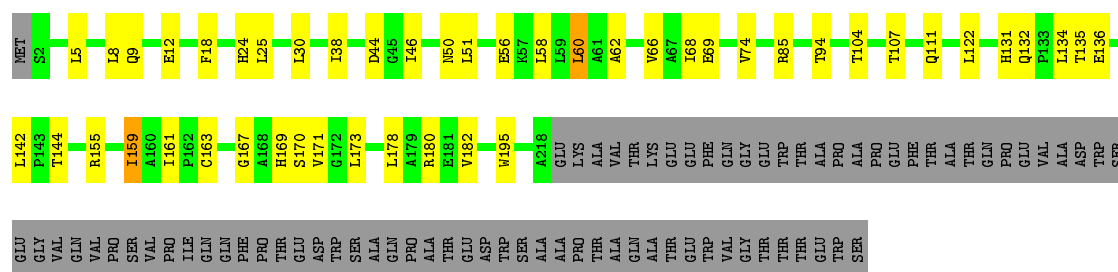 MET S2 L5 L8 Q9 E12 F18 H24 L25 L30 I38 D44 G45 I46 N50 L51 E56 K57 L58 L59 L60 A61 A62 V66 A67 I68 E69 V74 R85 T94 T104 T107 Q111 L122 H131 Q132 P133 L134 T135 E136
L142 P143 T144 R155 I159 A160 I161 P162 C163 G167 A168 H169 S170 V171 G172 L173 L178 A179 R180 E181 V182 W195 A218 GLU LYS ALA VAL THR LYS GLU GLU PHE GLN GLY GLU TRP THR ALA PRO ALA PRO GLU PHE THR ALA THR GLN PRO GLU VAL ALA ASP TRP SER
GLU GLY VAL GLN VAL PRO SER VAL PRO ILE GLN GLN PHE PRO THR GLU ASP TRP SER ALA GLN PRO ALA THR GLU ASP TRP SER ALA ALA PRO THR ALA GLN ALA THR GLU TRP VAL GLY THR THR THR GLU TRP SER